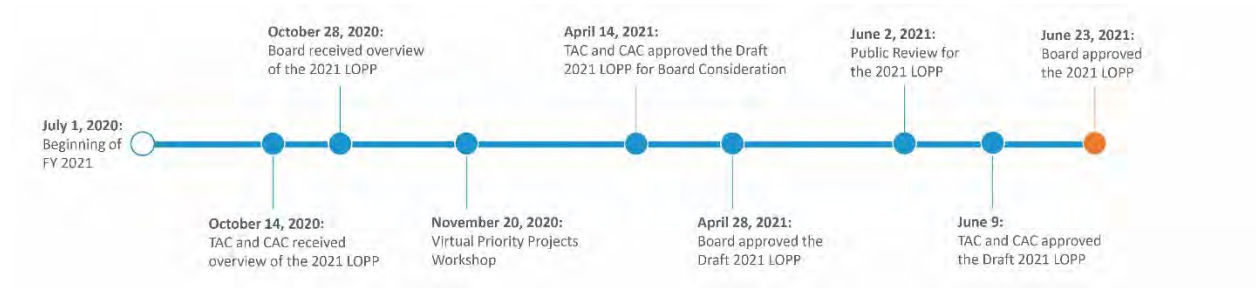 July 1, 2020:
Beginning of
FY 2021
October 14, 2020:
TAC and CAC received
overview of the 2021 LOPP
October 28, 2020:
Board received overview
of the 2021 LOPP
November 20, 2020:
Virtual Priority Projects
Workshop
April 14, 2021:
TAC and CAC approved the Draft
2021 LOPP for Board Consideration
April 28, 2021:
Board approved the
Draft 2021 LOPP
June 2, 2021:
Public Review for
the 2021 LOPP
June 9:
TAC and CAC approved
the Draft 2021 LOPP
June 23, 2021:
Board approved
the 2021 LOPP